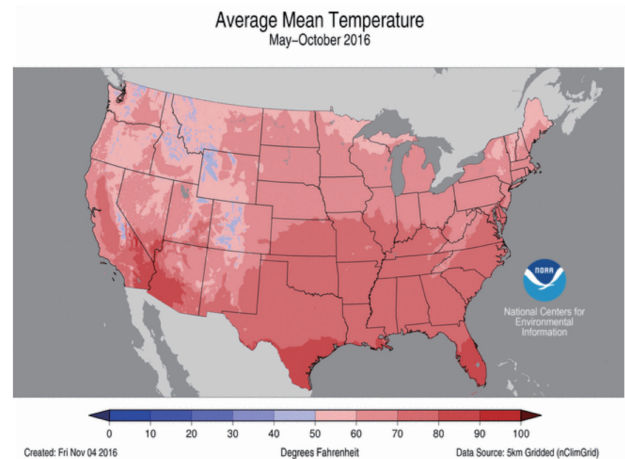 Average Mean Temperature
May–October 2016
NOAA
National Centers for
Environmental
Information
0 10 20 30 40 50 60 70 80 90 100
Created: Fri Nov 04 2016 Degrees Fahrenheit Data Source: 5km Gridded (nClimGrid)